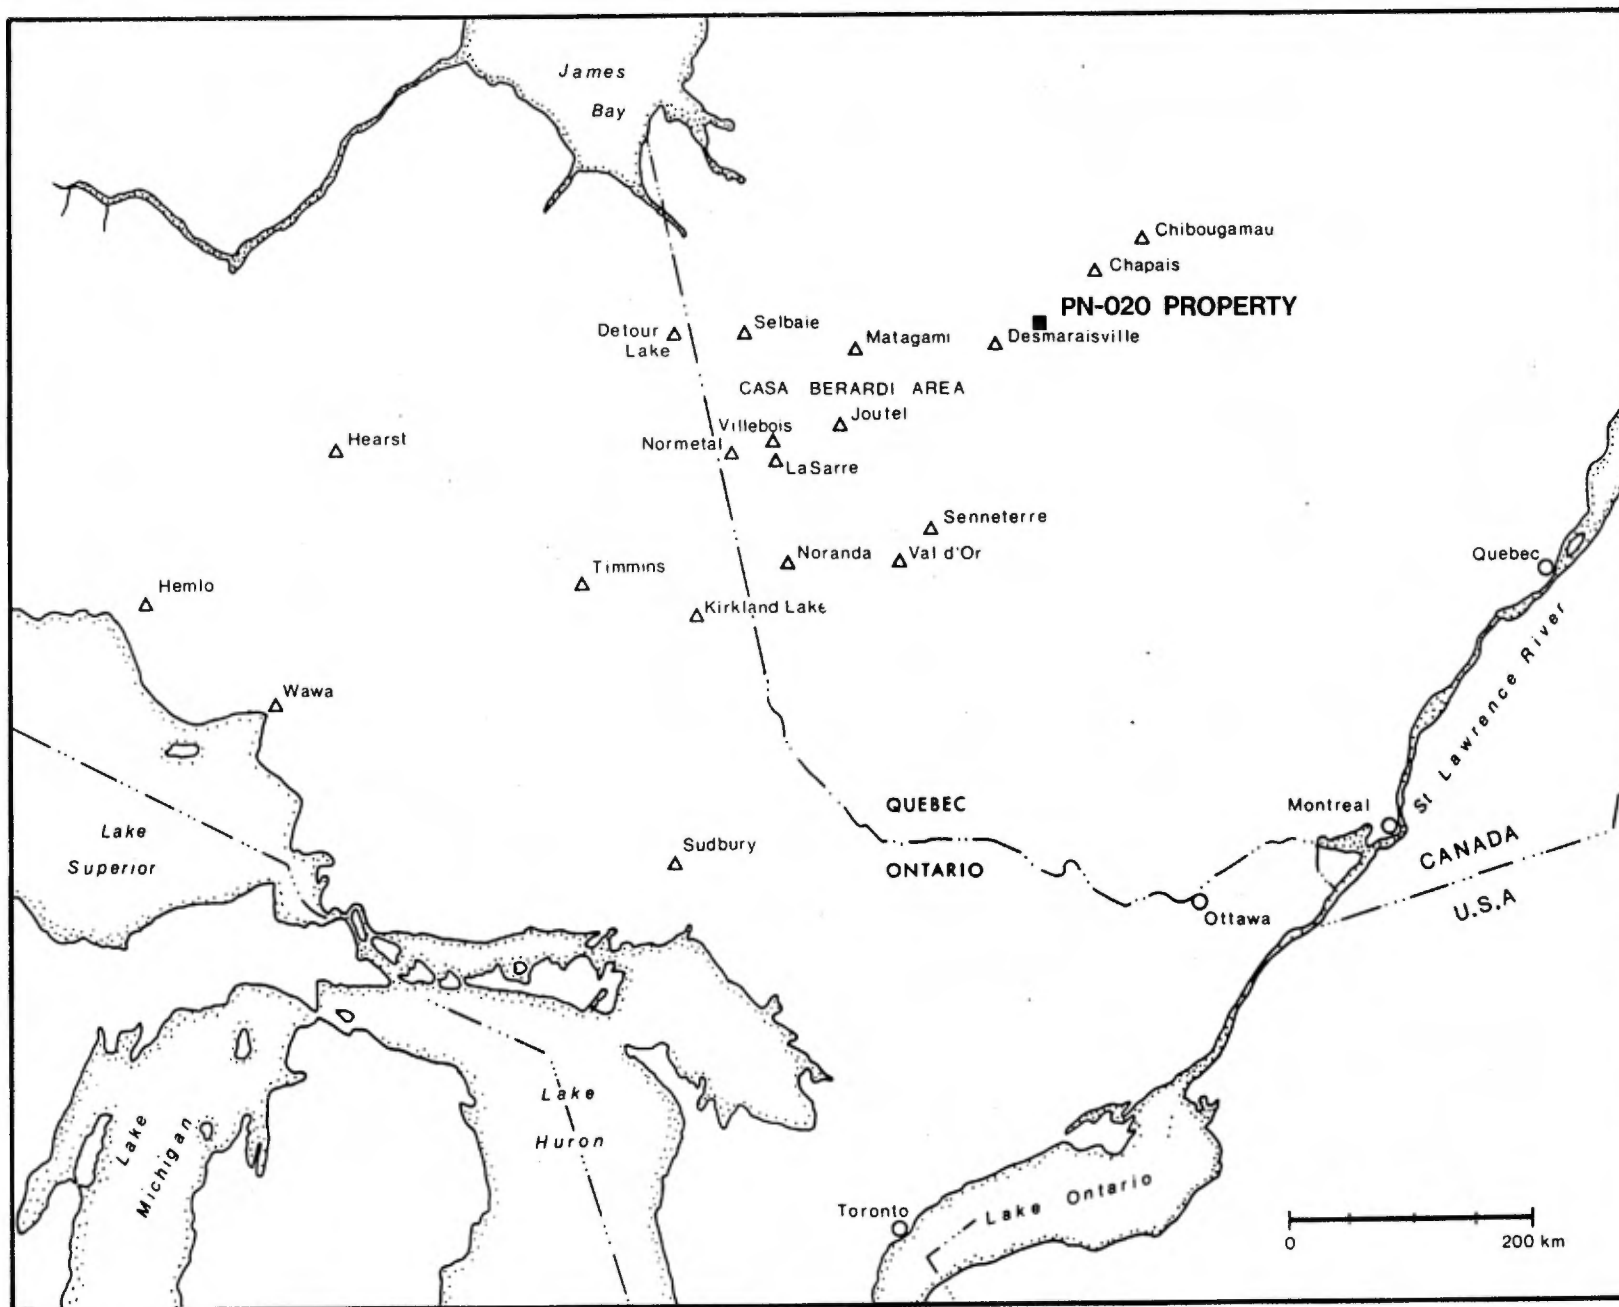 James
Bay
Chibougamau
Chapais
PN-020 PROPERTY
Detour
Lake
Selbaie
Matagami
Desmaraisville
CASA BERARDI AREA
Joutel
Villebois
Normetal
LaSarre
Hearst
Senneterre
Noranda
Val d'Or
Quebec
Timmins
Hemlo
Kirkland Lake
Wawa
St Lawrence River
QUEBEC
ONTARIO
Montreal
CANADA
U.S.A
Lake
Superior
Sudbury
Ottawa
Lake
Huron
Lake
Michigan
Toronto
Lake Ontario
0
200 km